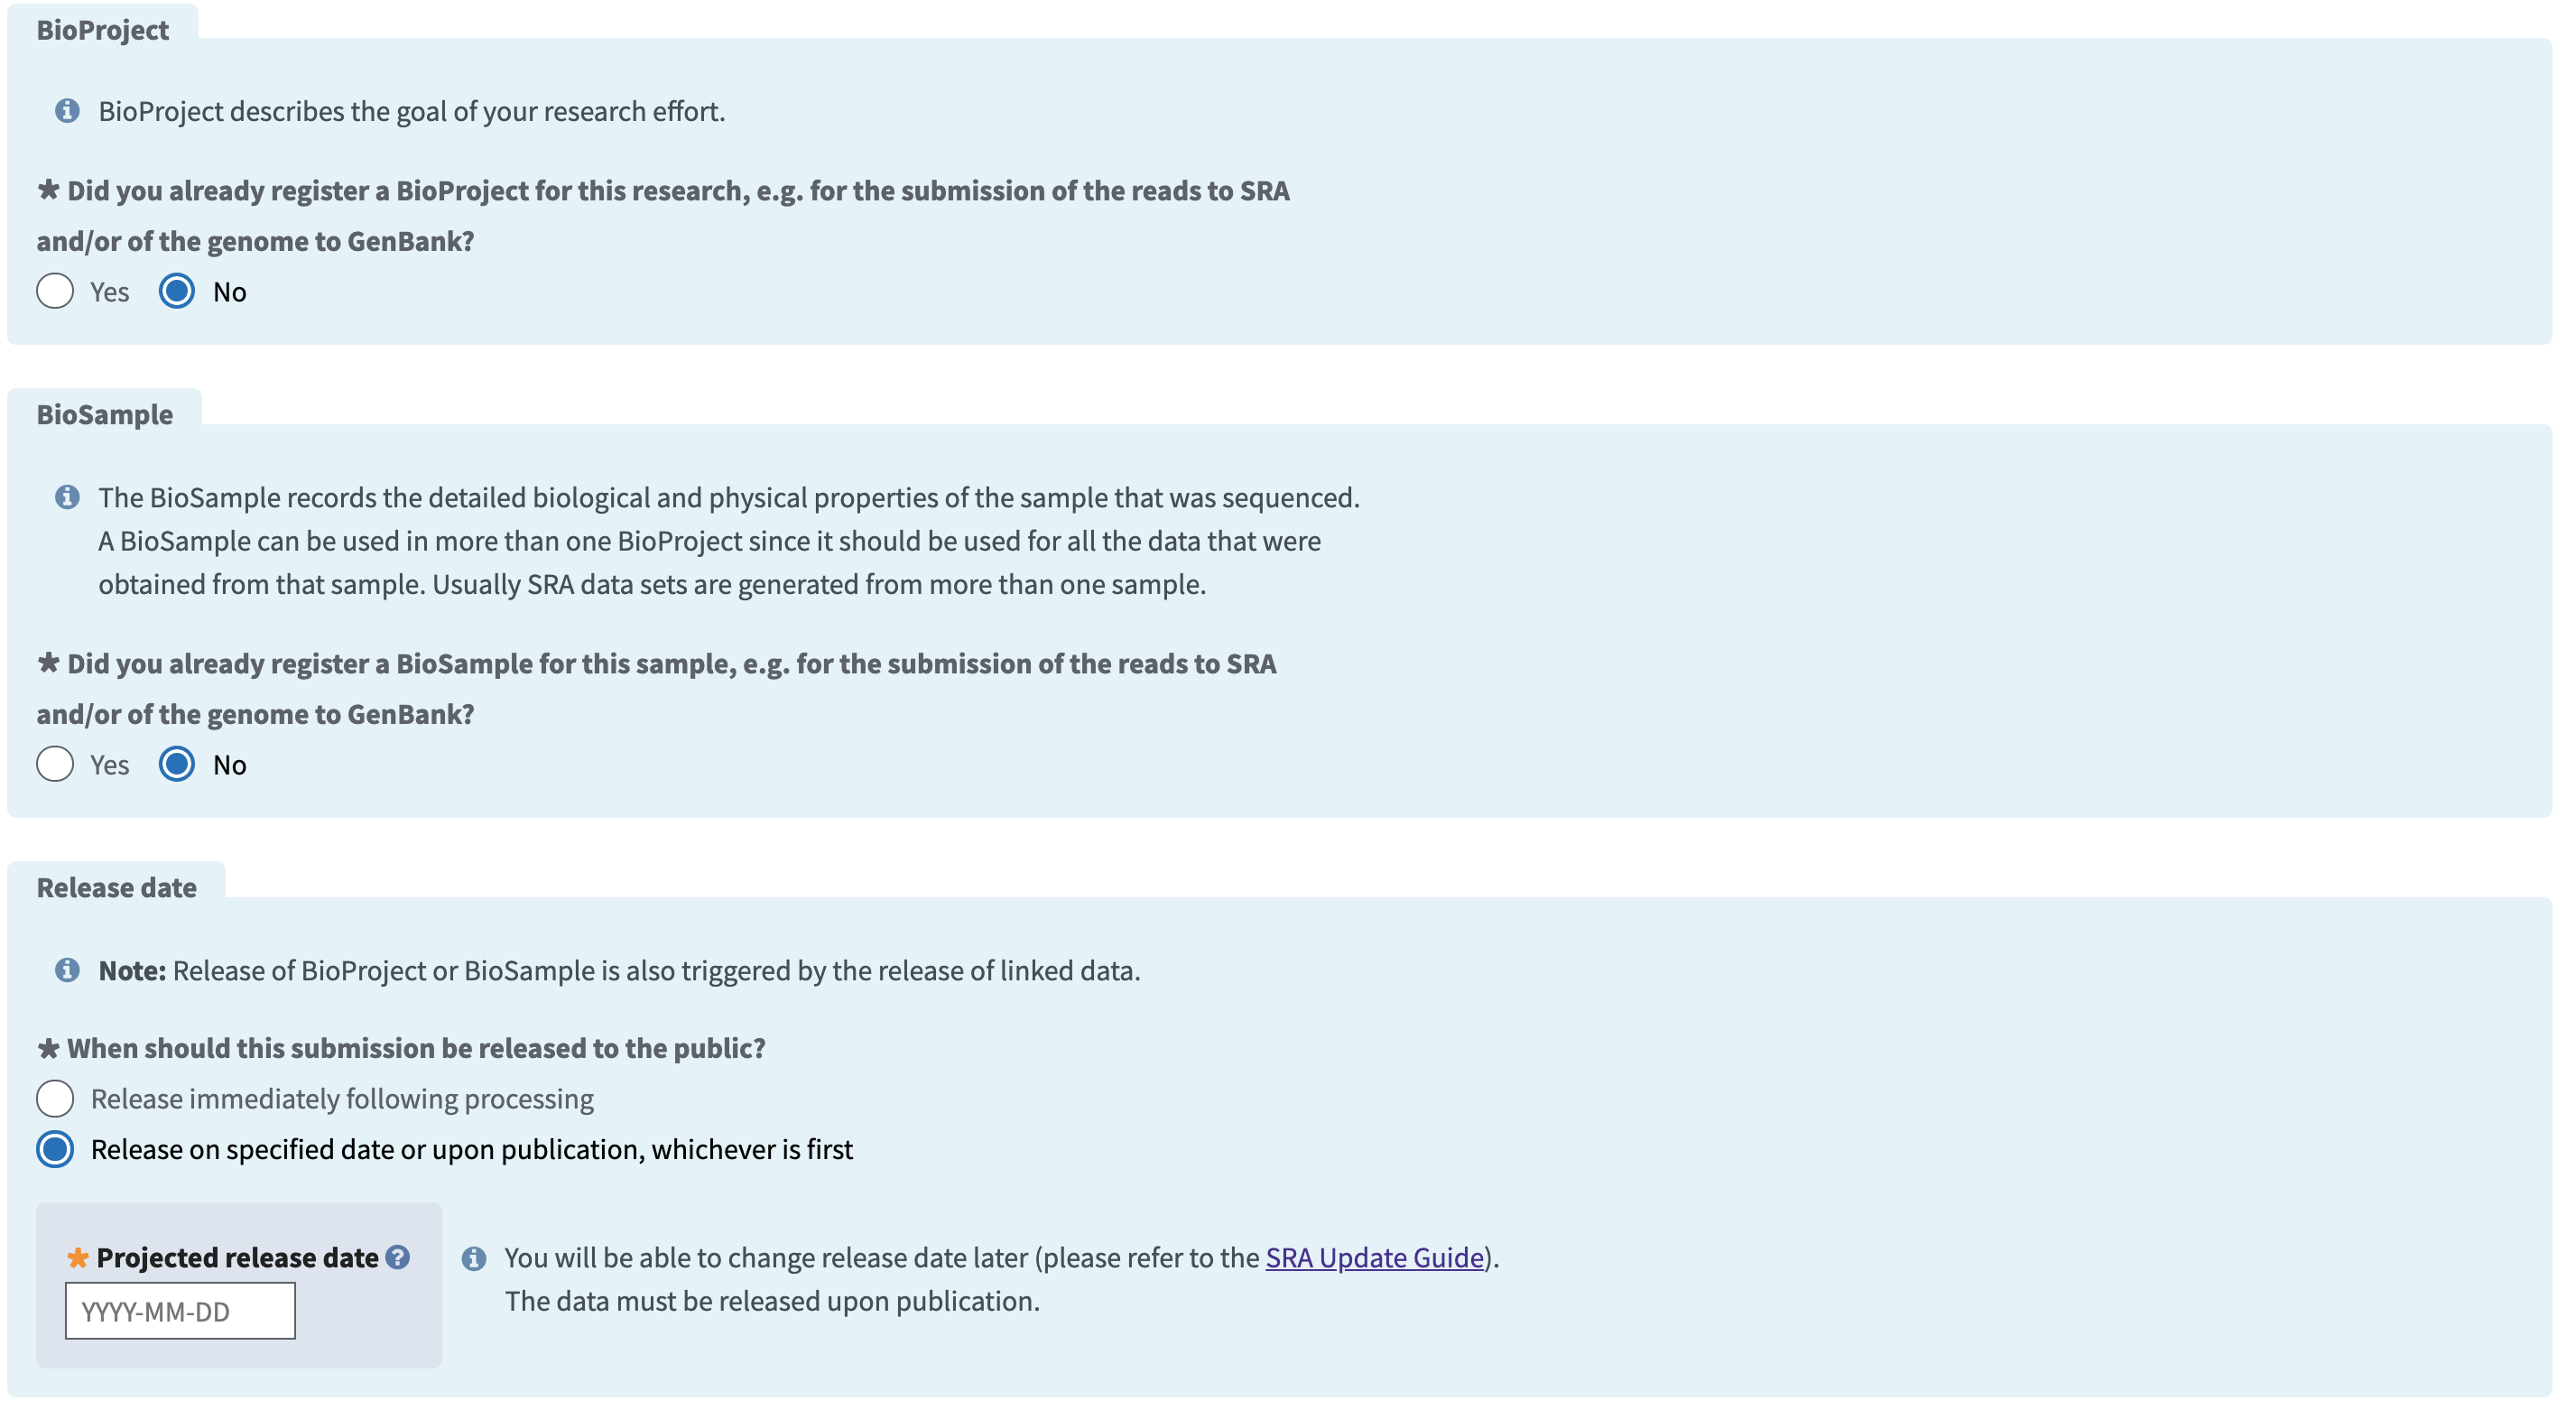 BioProject
BioProject describes the goal of your research effort.
* Did you already register a BioProject for this research, e.g. for the submission of the reads to SRA
and/or of the genome to GenBank?
Yes No
BioSample
The BioSample records the detailed biological and physical properties of the sample that was sequenced.
A BioSample can be used in more than one BioProject since it should be used for all the data that were
obtained from that sample. Usually SRA data sets are generated from more than one sample.
* Did you already register a BioSample for this sample, e.g. for the submission of the reads to SRA
and/or of the genome to GenBank?
Yes No
Release date
Note: Release of BioProject or BioSample is also triggered by the release of linked data.
* When should this submission be released to the public?
Release immediately following processing
Release on specified date or upon publication, whichever is first
* Projected release date ?
YYYY-MM-DD
You will be able to change release date later (please refer to the SRA Update Guide).
The data must be released upon publication.